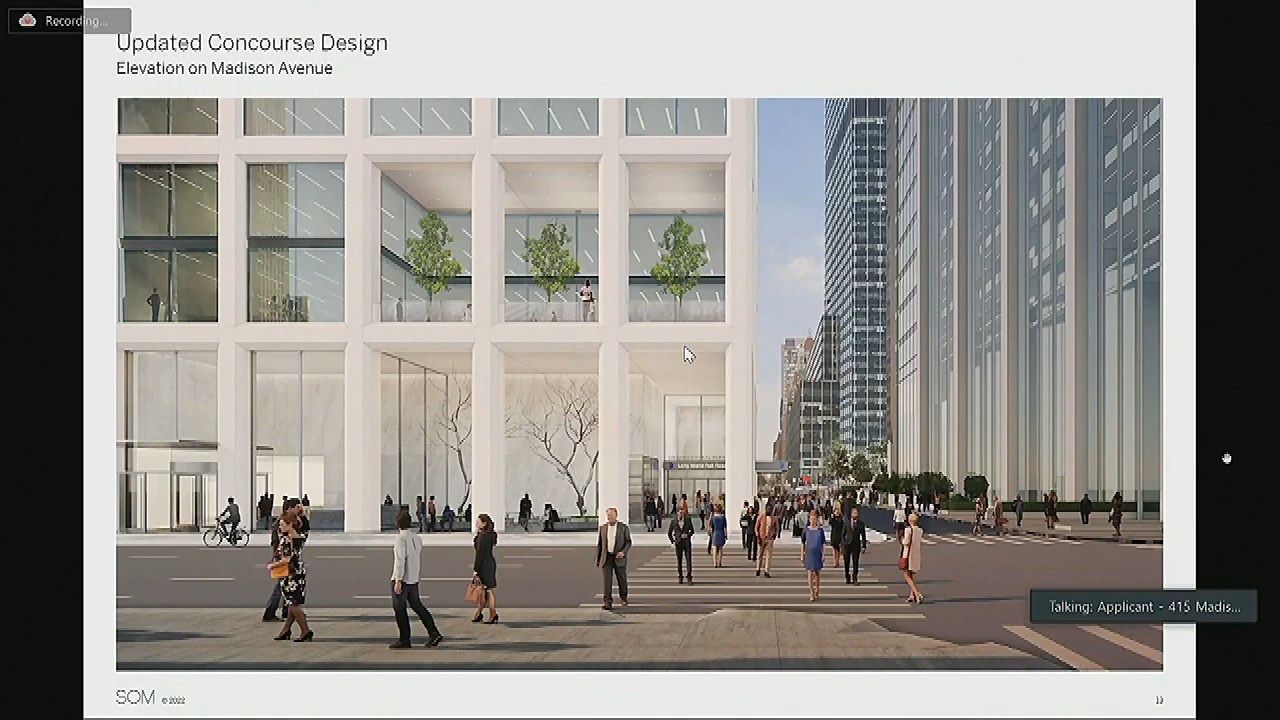 Recording...
Updated Concourse Design
Elevation on Madison Avenue
Talking: Applicant - 415 Madis...
SOM © 2022
13